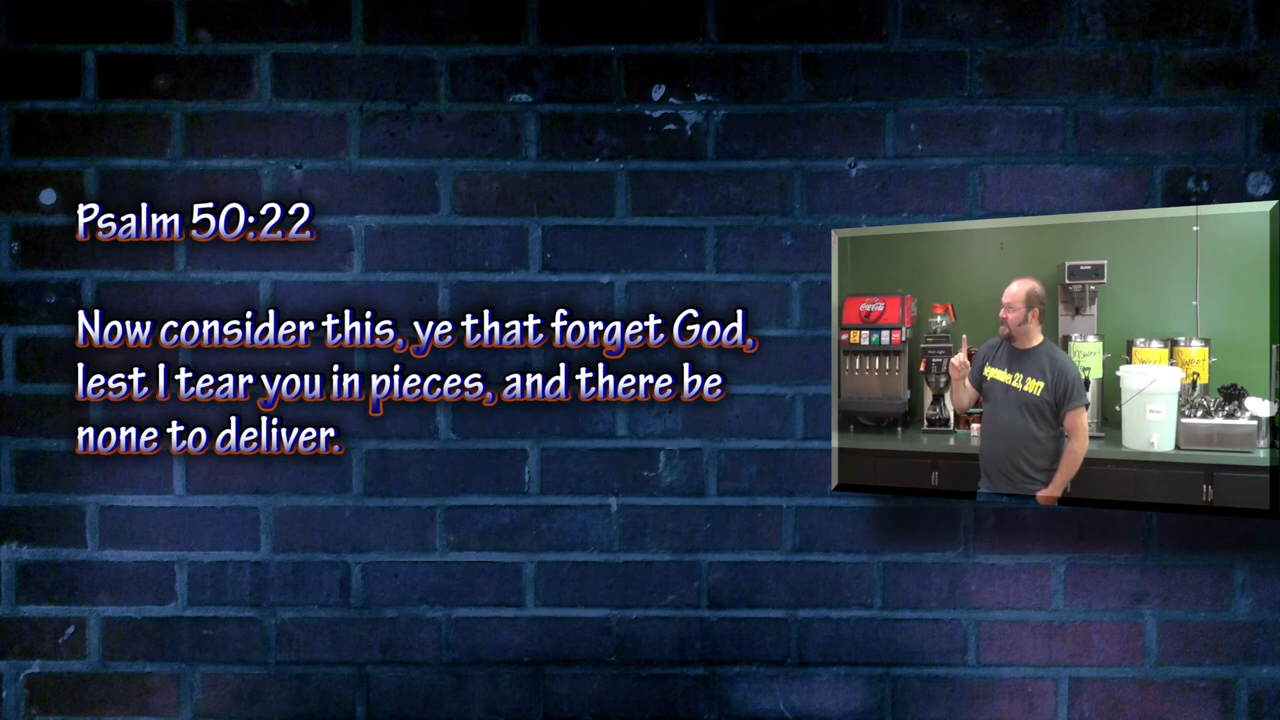 Psalm 50:22
Now consider this, ye that forget God,
lest I tear you in pieces, and there be
none to deliver.
Coca-Cola
September 23, 2017
Unsweet
Sweet
Sweet